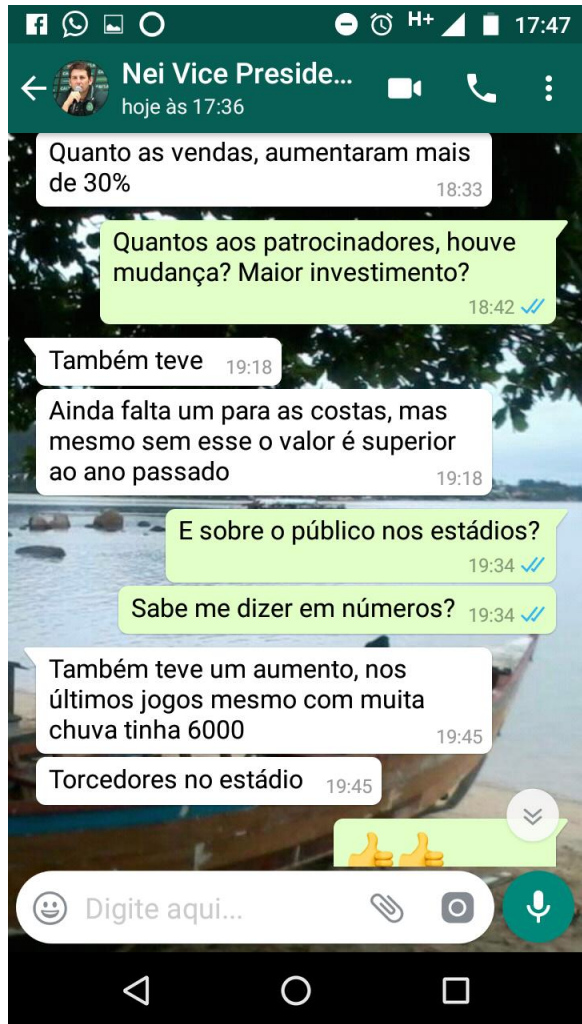 H+ 17:47
Nei Vice Preside...
hoje às 17:36
Quanto as vendas, aumentaram mais
de 30% 18:33
Quantos aos patrocinadores, houve
mudança? Maior investimento?
18:42
Também teve 19:18
Ainda falta um para as costas, mas
mesmo sem esse o valor é superior
ao ano passado 19:18
E sobre o público nos estádios?
19:34
Sabe me dizer em números? 19:34
Também teve um aumento, nos
últimos jogos mesmo com muita
chuva tinha 6000 19:45
Torcedores no estádio 19:45
Digite aqui...